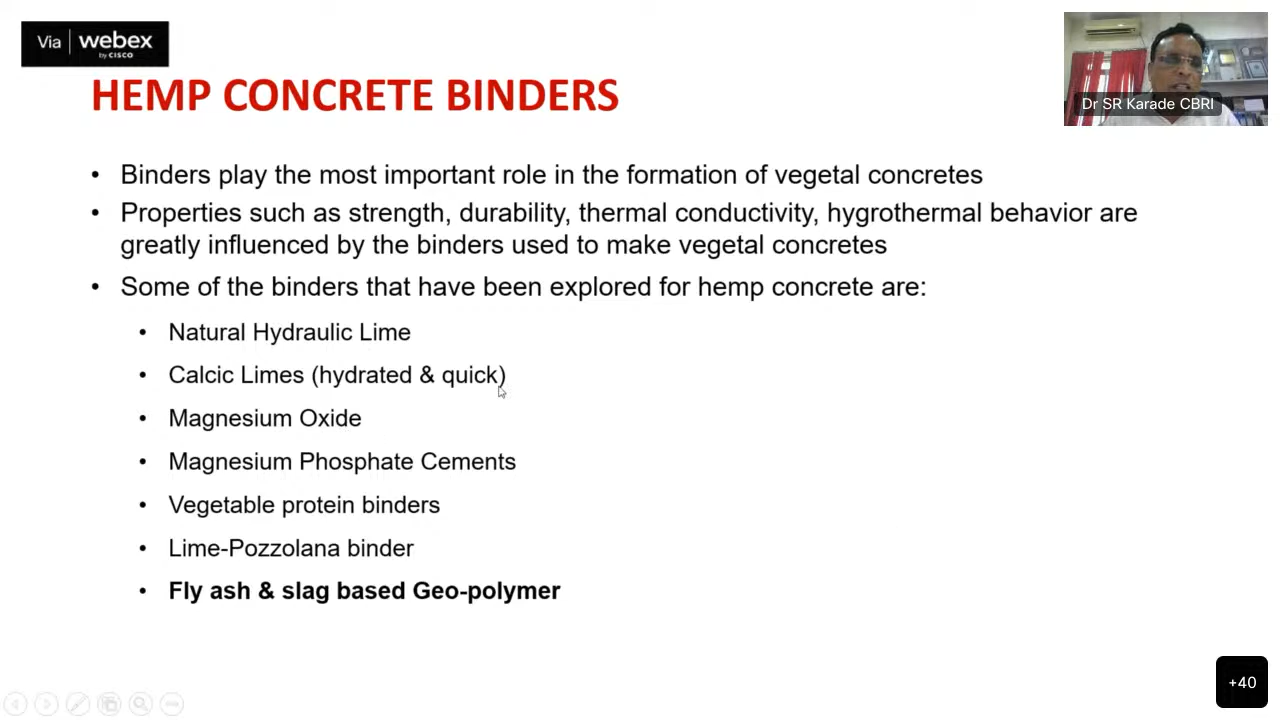 Via webex
by CISCO
Dr SR Karade CBRI
HEMP CONCRETE BINDERS
• Binders play the most important role in the formation of vegetal concretes
• Properties such as strength, durability, thermal conductivity, hygrothermal behavior are
greatly influenced by the binders used to make vegetal concretes
• Some of the binders that have been explored for hemp concrete are:
• Natural Hydraulic Lime
• Calcic Limes (hydrated & quick)
• Magnesium Oxide
• Magnesium Phosphate Cements
• Vegetable protein binders
• Lime-Pozzolana binder
• Fly ash & slag based Geo-polymer
+40